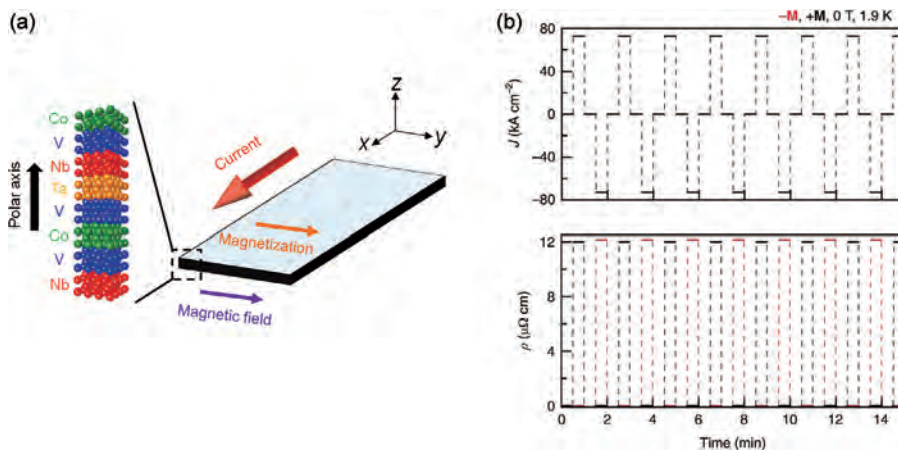 (a)
Co
V
Nb
Ta
V
Co
V
Nb
Polar axis
Current
Magnetization
Magnetic field
z
x
y
(b)
–M, +M, 0 T, 1.9 K
80
40
0
–40
–80
J (kA cm⁻²)
12
8
4
0
ρ (μΩ cm)
0 2 4 6 8 10 12 14
Time (min)